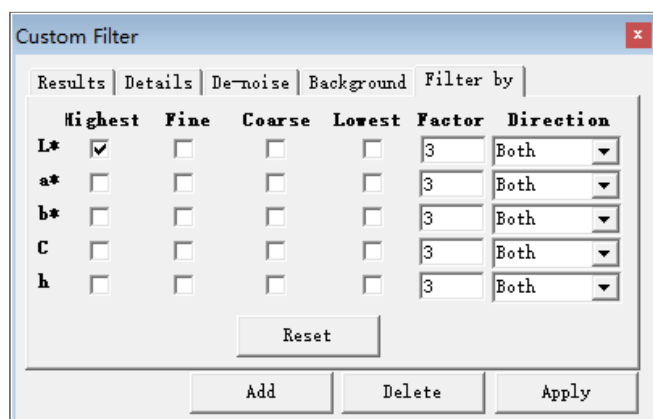 Custom Filter x
Results Details De-noise Background Filter by
Highest Fine Coarse Lowest Factor Direction
L* 3 Both
a* 3 Both
b* 3 Both
C 3 Both
h 3 Both
Reset
Add Delete Apply